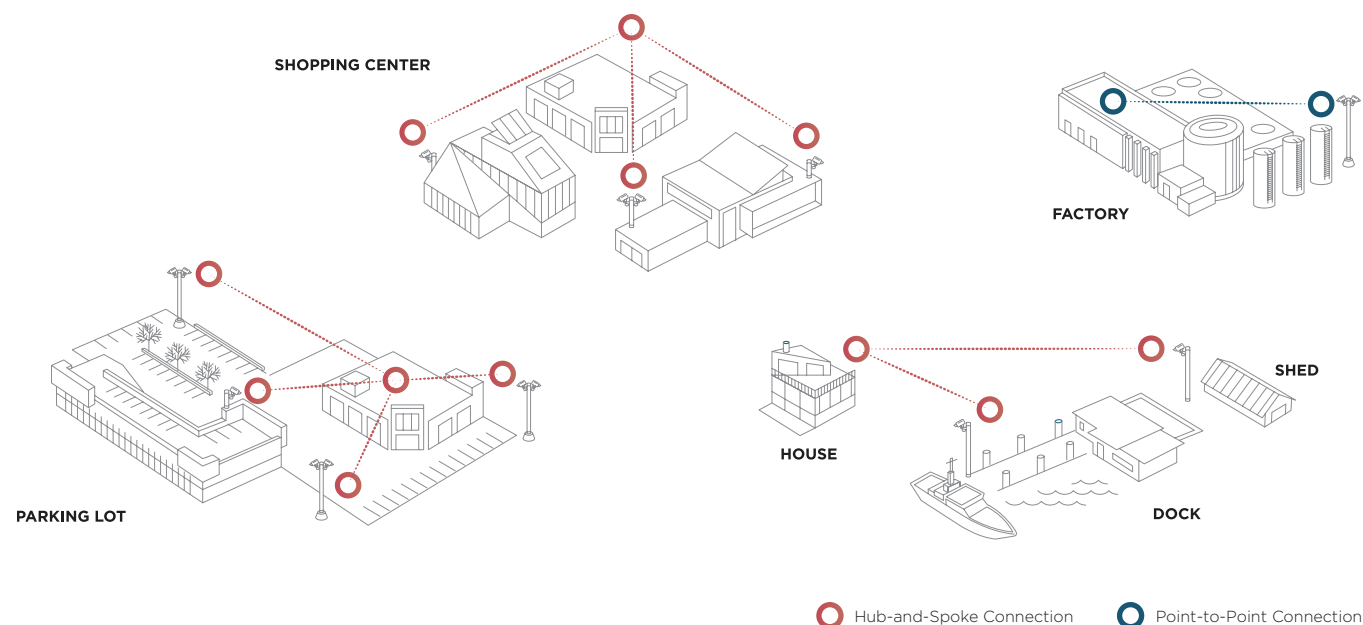 SHOPPING CENTER
FACTORY
SHED
HOUSE
PARKING LOT
DOCK
Hub-and-Spoke Connection
Point-to-Point Connection